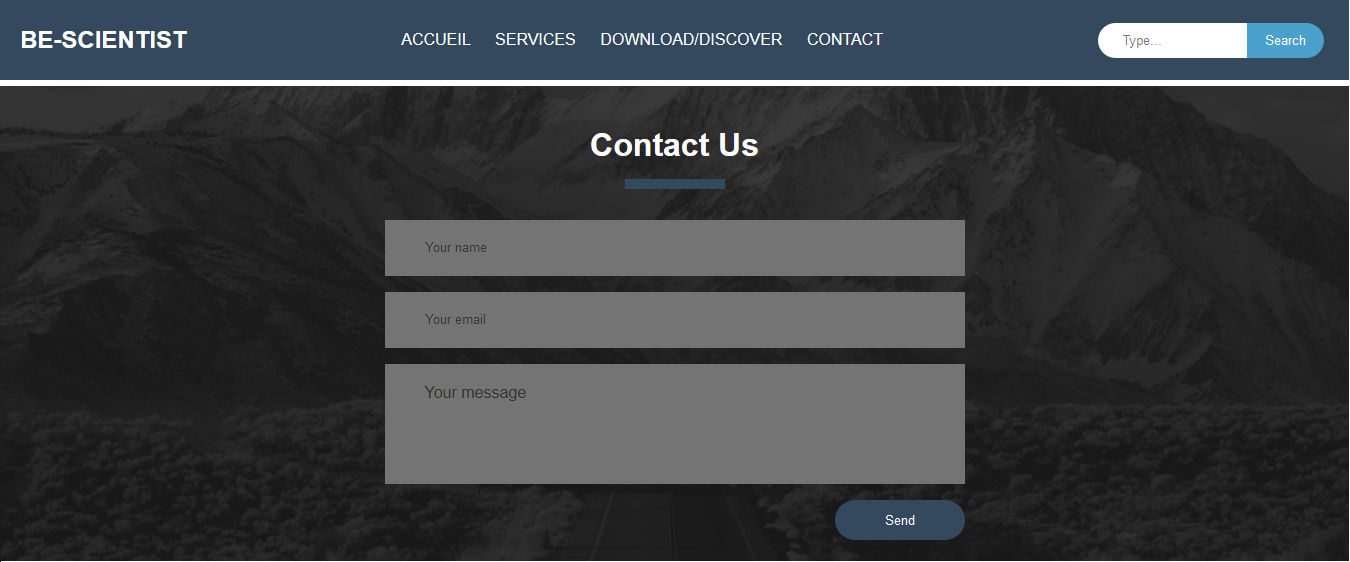 BE-SCIENTIST
ACCUEIL SERVICES DOWNLOAD/DISCOVER CONTACT
Type... Search
Contact Us
Your name
Your email
Your message
Send